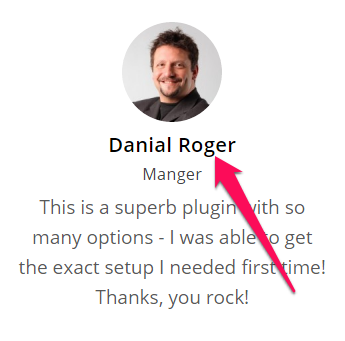 Danial Roger
Manger
This is a superb plugin with so
many options - I was able to get
the exact setup I needed first time!
Thanks, you rock!